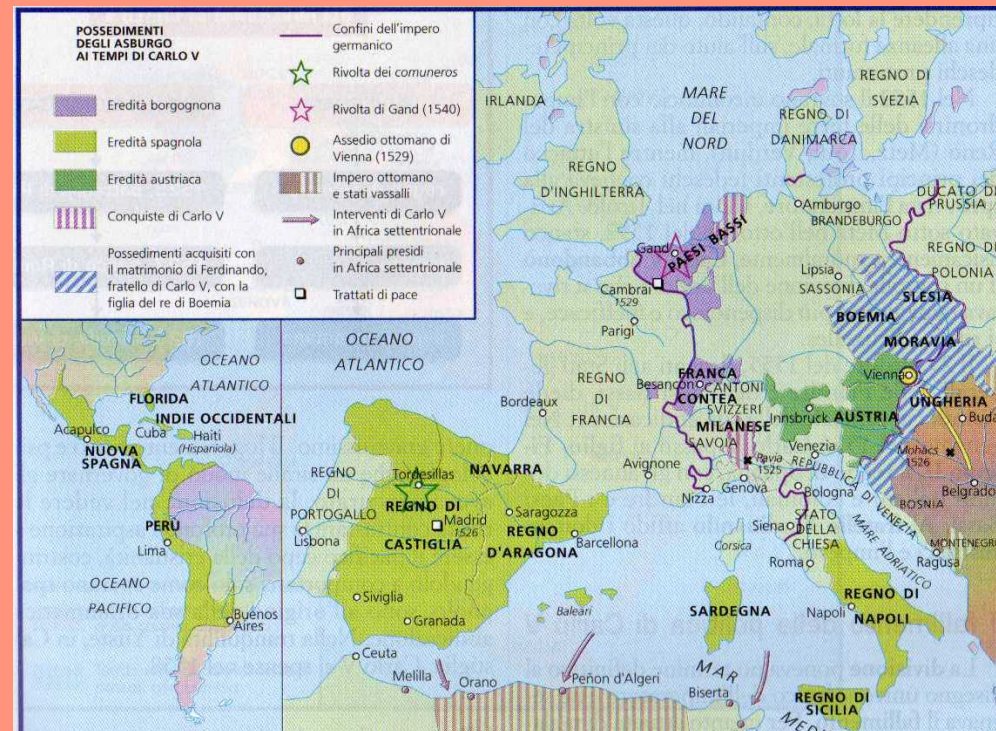 POSSEDIMENTI
DEGLI ASBURGO
AI TEMPI DI CARLO V
Eredità borgognona
Eredità spagnola
Eredità austriaca
Conquiste di Carlo V
Possedimenti acquisiti con
il matrimonio di Ferdinando,
fratello di Carlo V, con la
figlia del re di Boemia
Confini dell'impero
germanico
Rivolta dei comuneros
Rivolta di Gand (1540)
Assedio ottomano di
Vienna (1529)
Impero ottomano
e stati vassalli
Interventi di Carlo V
in Africa settentrionale
Principali presidi
in Africa settentrionale
Trattati di pace
IRLANDA
MARE
DEL
NORD
REGNO DI
SVEZIA
REGNO DI
DANIMARCA
REGNO
D'INGHILTERRA
Amburgo
BRANDEBURGO
DUCATO DI
PRUSSIA
REGNO DI
POLONIA
Gand
PAESI BASSI
Cambrai
1529
Parigi
Lipsia
SASSONIA
SLESIA
BOEMIA
MORAVIA
Vienna
UNGHERIA
Buda
AUSTRIA
Innsbruck
FRANCA
CONTEA
Besançon
CANTONI
SVIZZERI
MILANESE
SAVOIA
REGNO
DI
FRANCIA
Bordeaux
Avignone
Nizza
Genova
Pavia
1525
Venezia
REPUBBLICA DI VENEZIA
Bologna
Mohàcs
1526
Belgrado
BOSNIA
MONTENEGRO
Ragusa
MARE ADRIATICO
Siena
STATO
DELLA
CHIESA
Corsica
Roma
REGNO DI
NAPOLI
Napoli
SARDEGNA
REGNO DI
SICILIA
MAR
MEDI
OCEANO
ATLANTICO
OCEANO
ATLANTICO
FLORIDA
INDIE OCCIDENTALI
Acapulco
Cuba
Haiti
(Hispaniola)
NUOVA
SPAGNA
PERÙ
Lima
OCEANO
PACIFICO
Buenos
Aires
REGNO
DI
PORTOGALLO
Lisbona
Tordesillas
NAVARRA
REGNO DI
CASTIGLIA
Madrid
1526
Saragozza
REGNO
D'ARAGONA
Barcellona
Siviglia
Granada
Baleari
Ceuta
Melilla
Orano
Peñon d'Algeri
Biserta